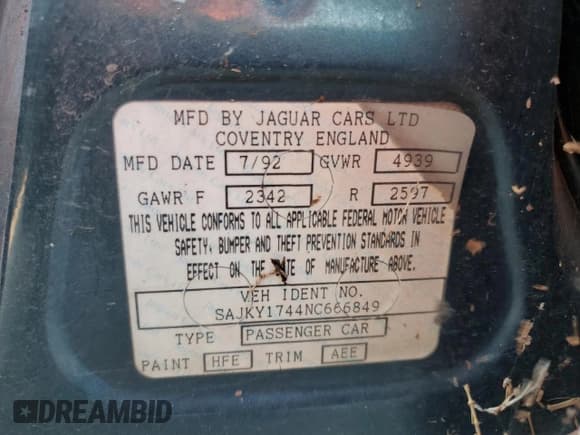 MFD BY JAGUAR CARS LTD
COVENTRY ENGLAND
MFD DATE 7/92 GVWR 4939
GAWR F 2342 R 2597
THIS VEHICLE CONFORMS TO ALL APPLICABLE FEDERAL MOTOR VEHICLE
SAFETY, BUMPER AND THEFT PREVENTION STANDARDS IN
EFFECT ON THE DATE OF MANUFACTURE ABOVE.
VEH IDENT NO.
SAJKY1744NC666849
TYPE PASSENGER CAR
PAINT HFE TRIM AEE
DREAMBID